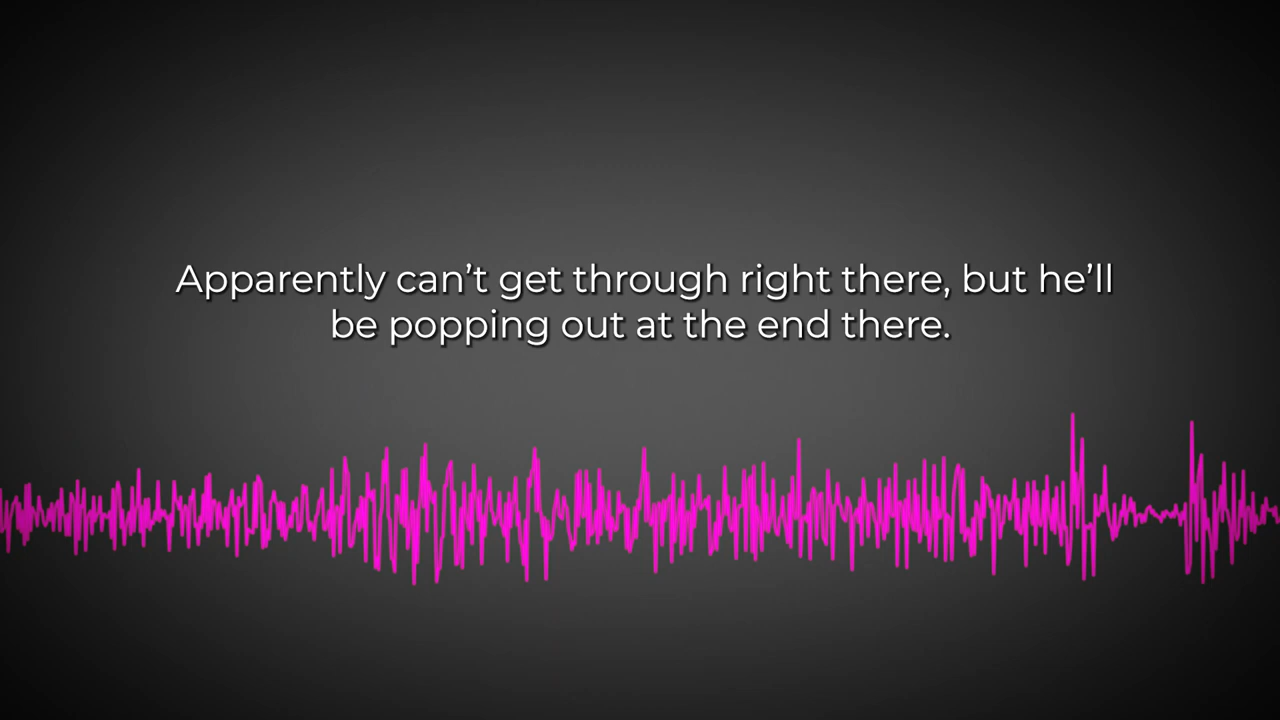 Apparently can’t get through right there, but he’ll
be popping out at the end there.